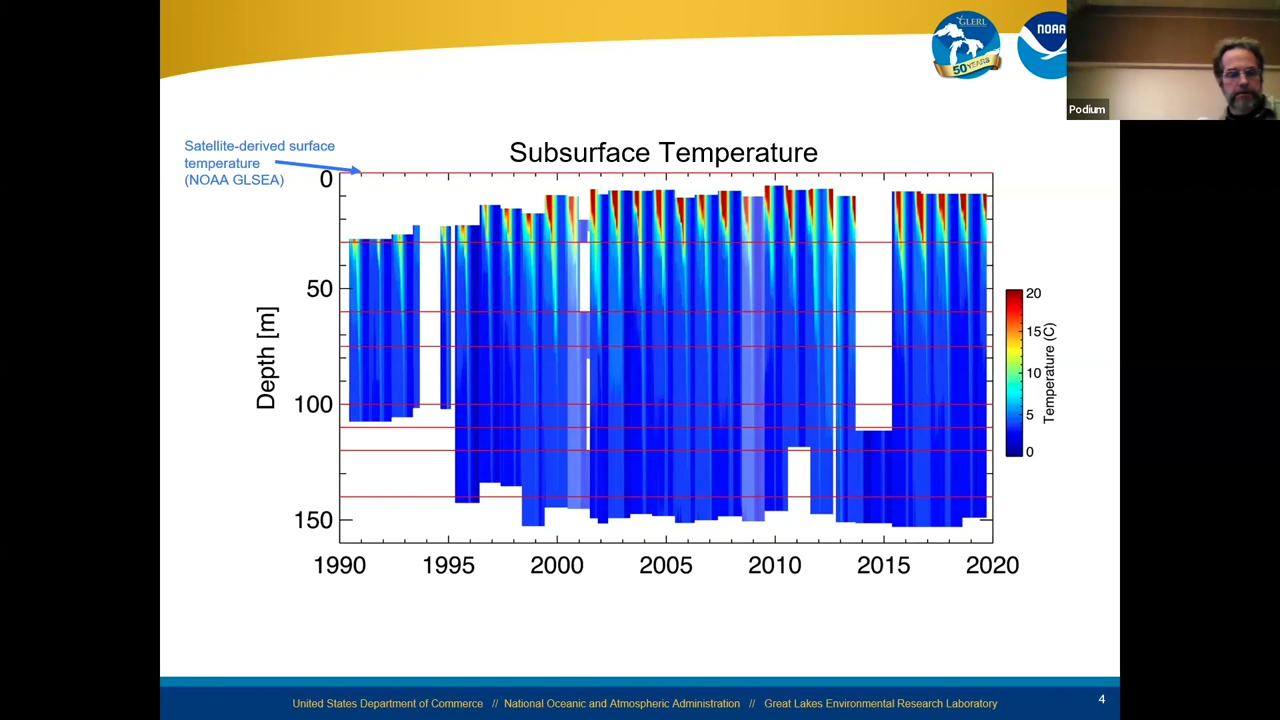 GLERL
50 YEARS
NOAA
Podium
Satellite-derived surface
temperature
(NOAA GLSEA)
Subsurface Temperature
0
50
100
150
Depth [m]
1990 1995 2000 2005 2010 2015 2020
20
15
10
5
0
Temperature (C)
United States Department of Commerce // National Oceanic and Atmospheric Administration // Great Lakes Environmental Research Laboratory
4